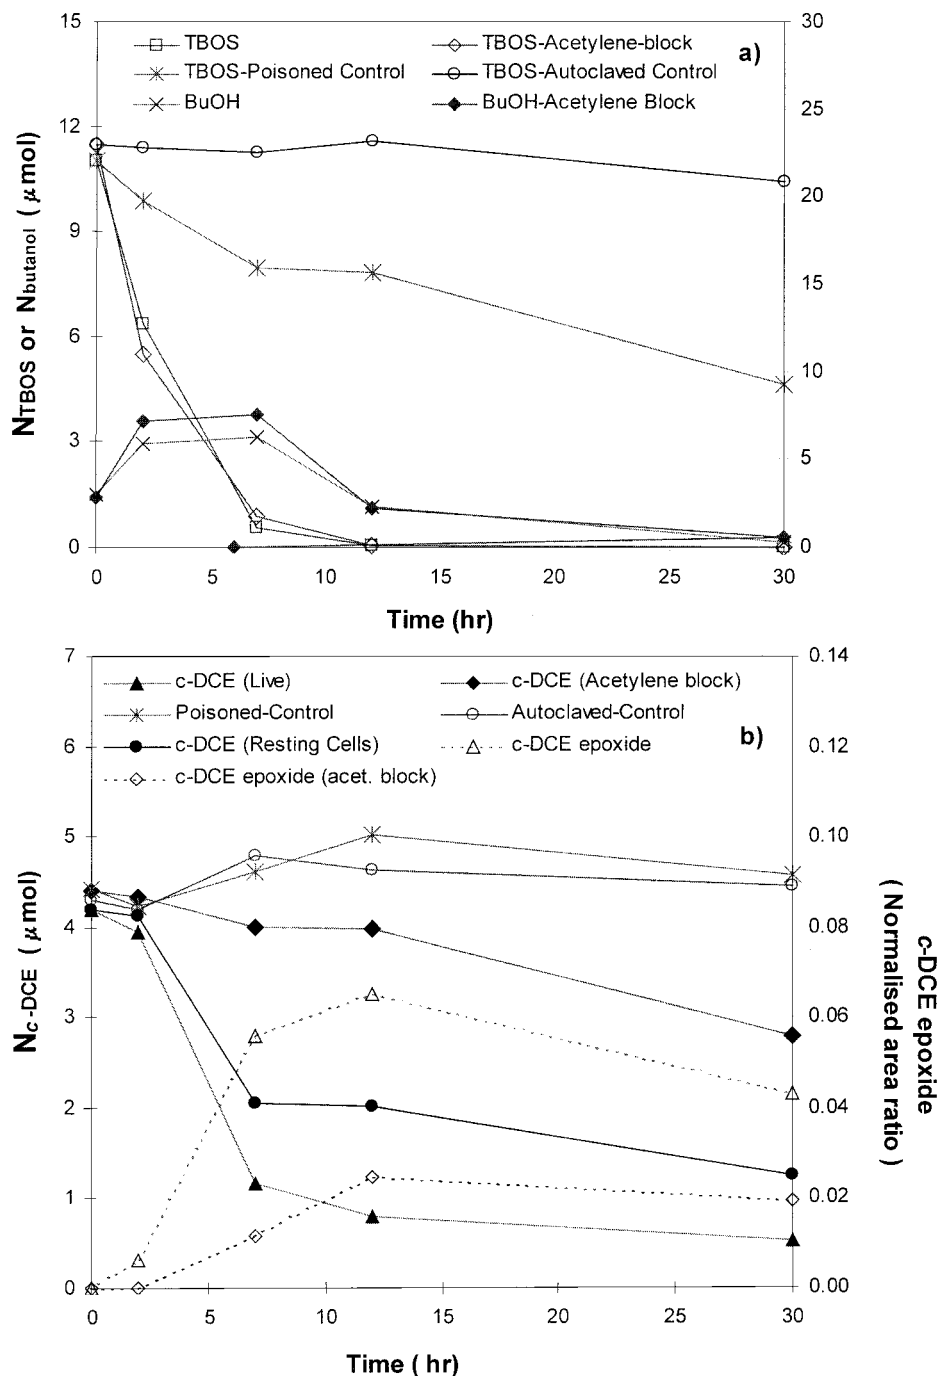 15
30
TBOS
TBOS-Acetylene-block
a)
TBOS-Poisoned Control
TBOS-Autoclaved Control
BuOH
BuOH-Acetylene Block
25
12
20
9
15
6
10
3
5
0
0
0 5 10 15 20 25 30
NTBOS or Nbutanol ( μmol)
Time (hr)
7
0.14
c-DCE (Live)
c-DCE (Acetylene block)
Poisoned-Control
Autoclaved-Control
b)
c-DCE (Resting Cells)
c-DCE epoxide
c-DCE epoxide (acet. block)
6
0.12
5
0.10
4
0.08
3
0.06
2
0.04
1
0.02
0
0.00
0 5 10 15 20 25 30
Nc-DCE ( μmol)
c-DCE epoxide
( Normalised area ratio )
Time ( hr)